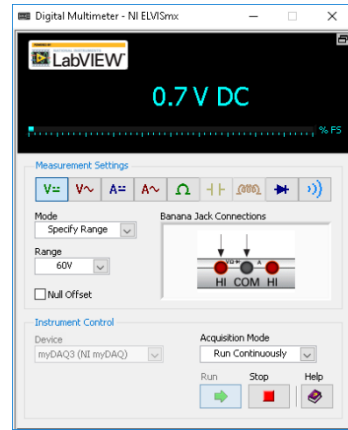 Digital Multimeter - NI ELVISmx
LabVIEW
0.7 V DC
% FS
Measurement Settings
V= V~ A= A~ Ω
Mode
Specify Range
Banana Jack Connections
Range
60V
HI COM HI
Null Offset
Instrument Control
Device
myDAQ3 (NI myDAQ)
Acquisition Mode
Run Continuously
Run Stop Help